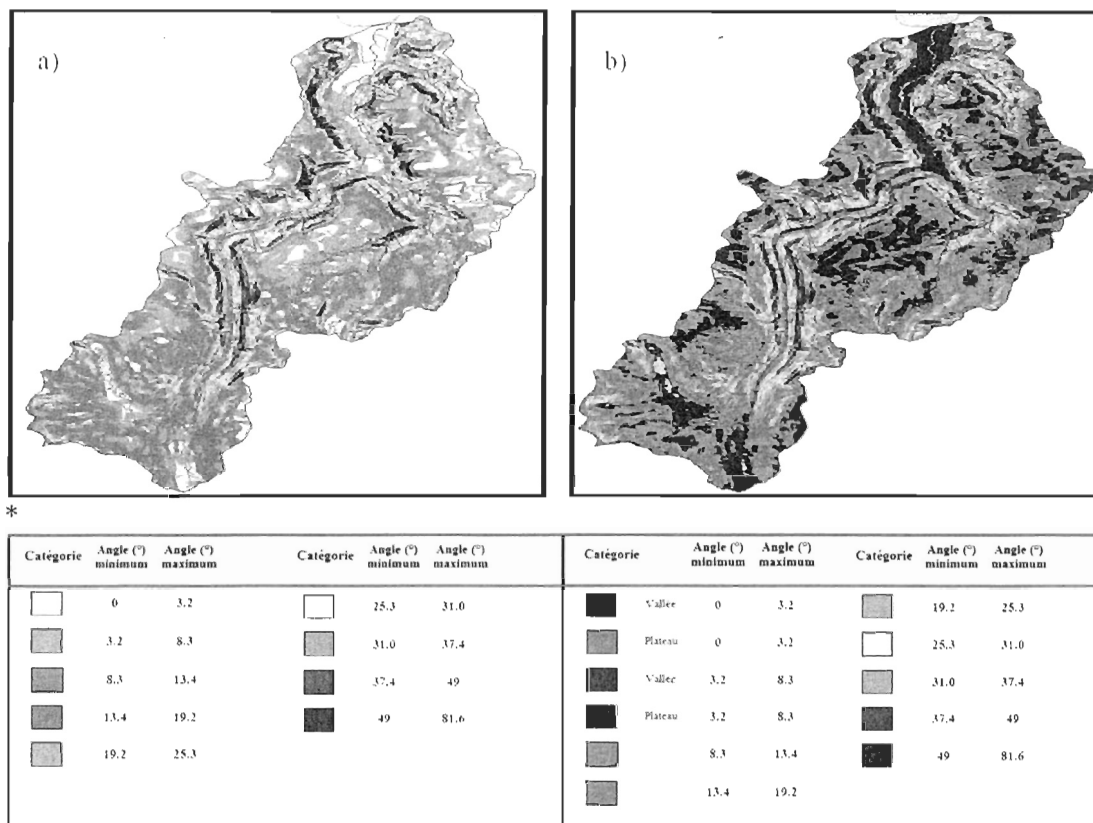 a)
b)
*
Catégorie Angle (°) minimum Angle (°) maximum Catégorie Angle (°) minimum Angle (°) maximum
0 3.2 25.3 31.0
3.2 8.3 31.0 37.4
8.3 13.4 37.4 49
13.4 19.2 49 81.6
19.2 25.3
Catégorie Angle (°) minimum Angle (°) maximum Catégorie Angle (°) minimum Angle (°) maximum
Vallée 0 3.2 19.2 25.3
Plateau 0 3.2 25.3 31.0
Vallée 3.2 8.3 31.0 37.4
Plateau 3.2 8.3 37.4 49
8.3 13.4 49 81.6
13.4 19.2